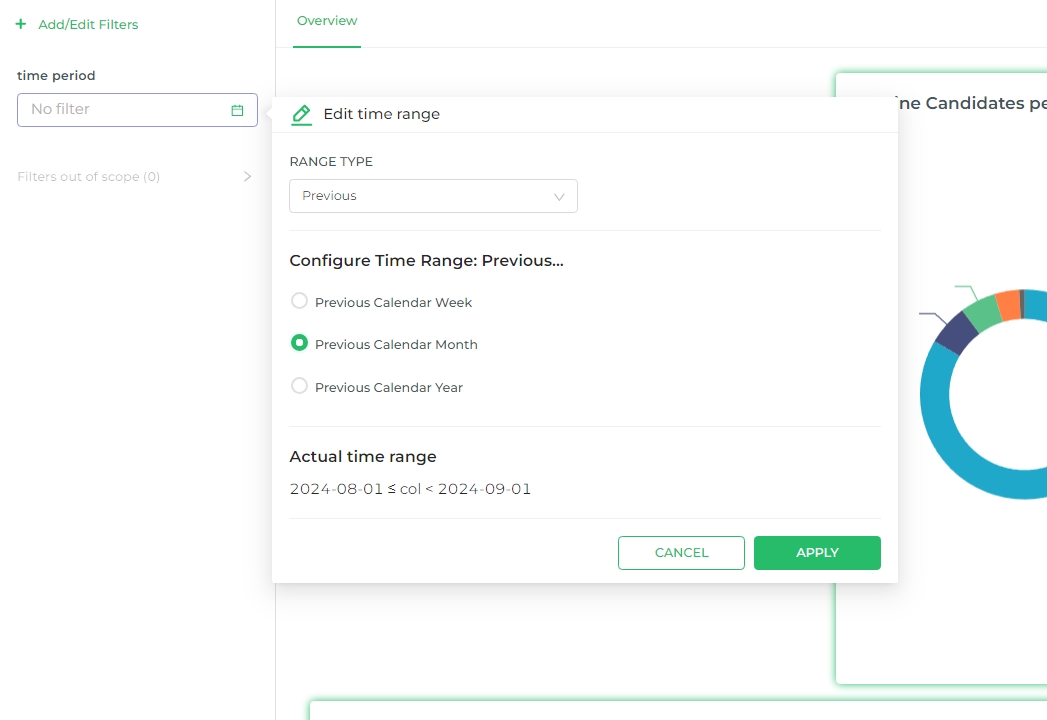 + Add/Edit Filters
Overview
time period
No filter
Filters out of scope (0)
Edit time range
Candidates
RANGE TYPE
Previous
Configure Time Range: Previous...
Previous Calendar Week
Previous Calendar Month
Previous Calendar Year
Actual time range
2024-08-01 ≤ col < 2024-09-01
CANCEL
APPLY